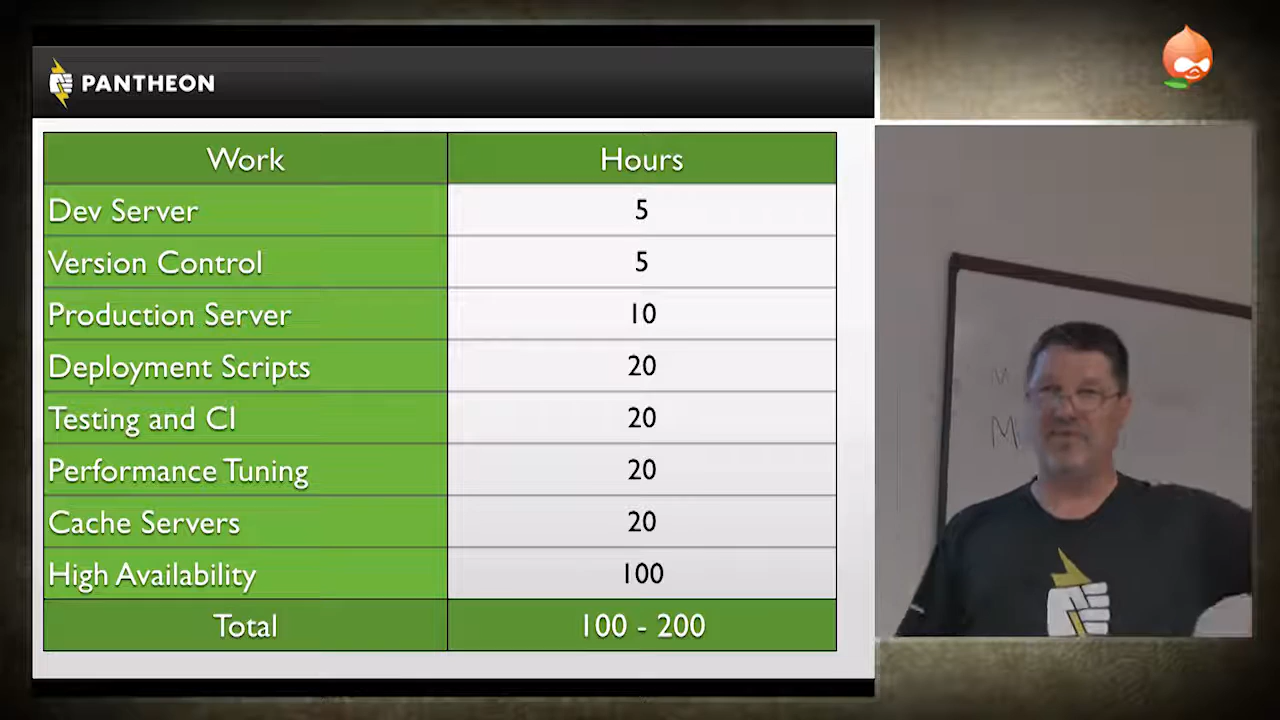 PANTHEON
Work Hours
Dev Server 5
Version Control 5
Production Server 10
Deployment Scripts 20
Testing and CI 20
Performance Tuning 20
Cache Servers 20
High Availability 100
Total 100 - 200
M